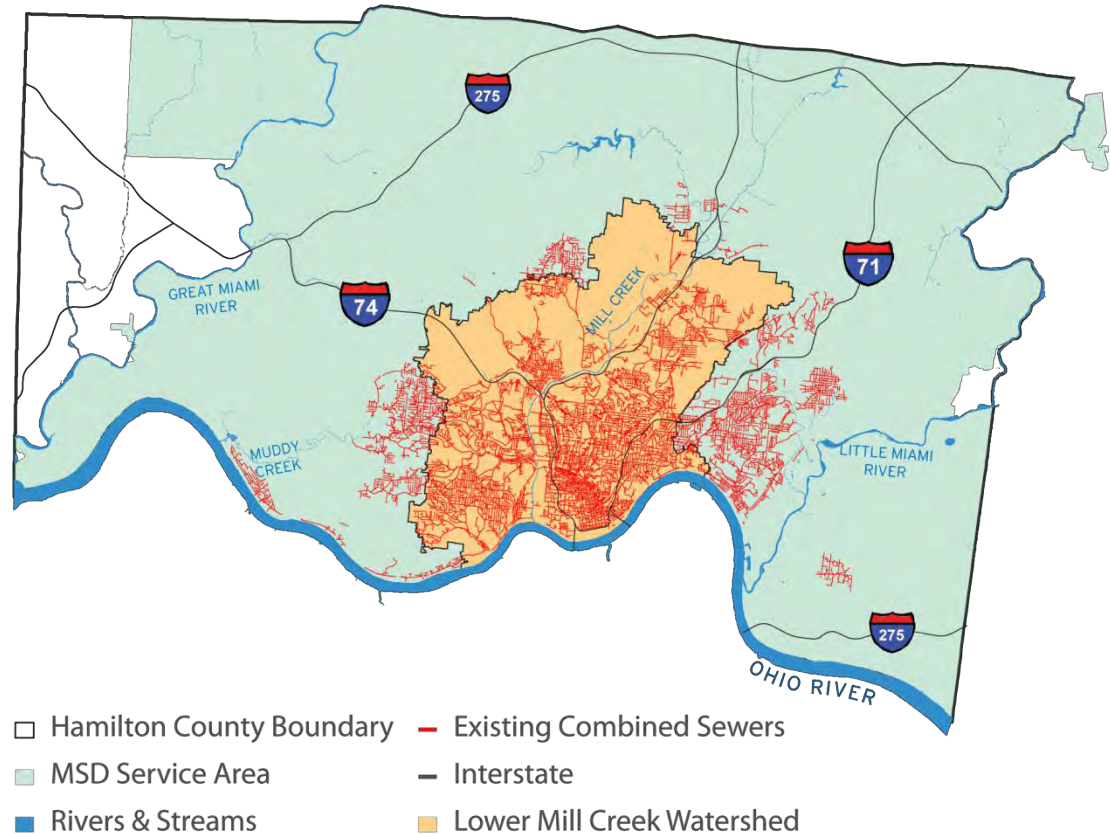 275
71
74
GREAT MIAMI
RIVER
MILL CREEK
MUDDY
CREEK
LITTLE MIAMI
RIVER
275
OHIO RIVER
Hamilton County Boundary
Existing Combined Sewers
MSD Service Area
Interstate
Rivers & Streams
Lower Mill Creek Watershed